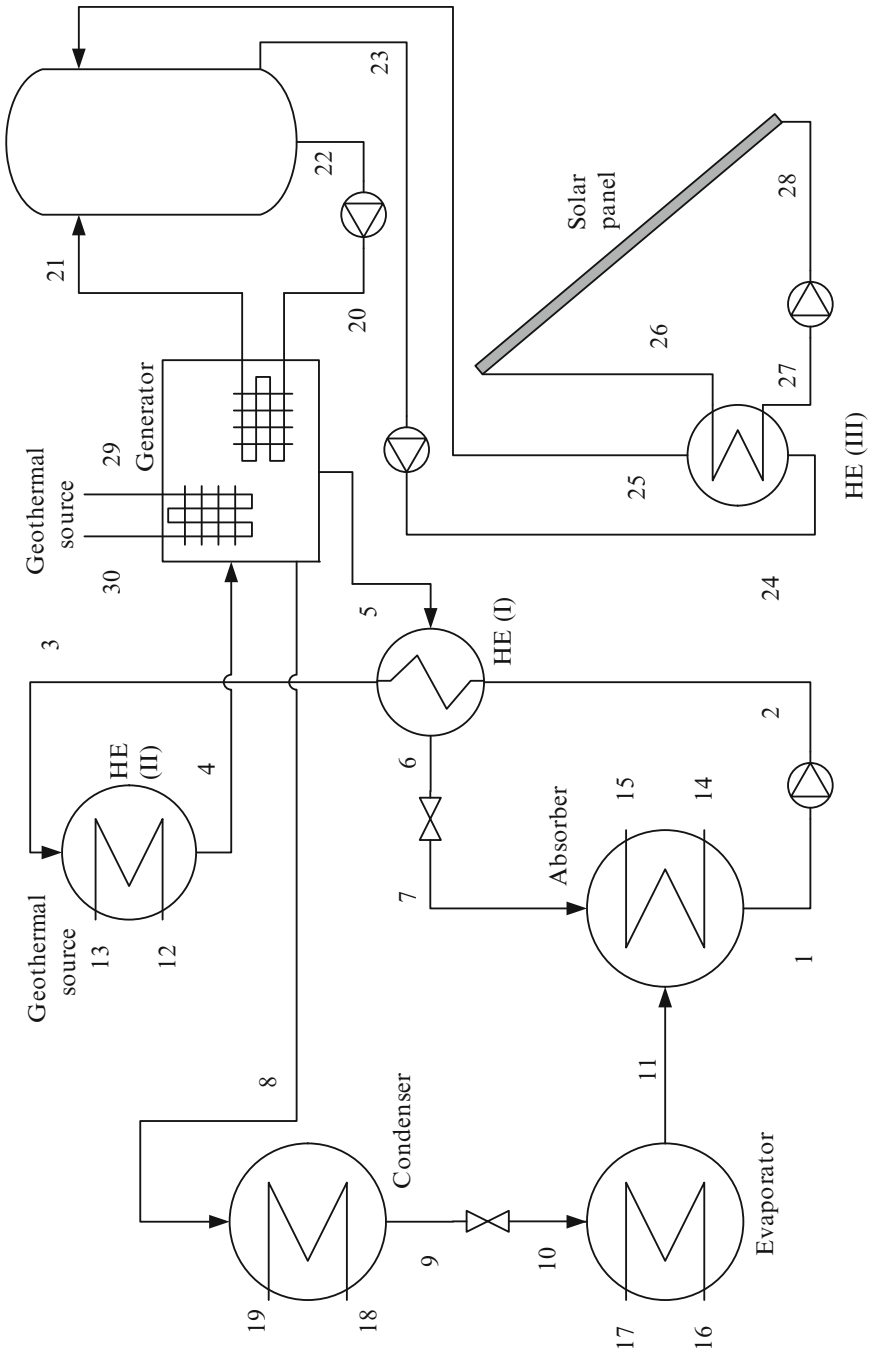 23
22
Solar
panel
28
21
20
26
27
Generator
29
Geothermal
source
25
HE (III)
30
24
3
5
HE (I)
HE
(II)
4
6
2
15
14
Absorber
7
Geothermal
source
13
12
1
8
11
Condenser
Evaporator
9
10
19
18
17
16